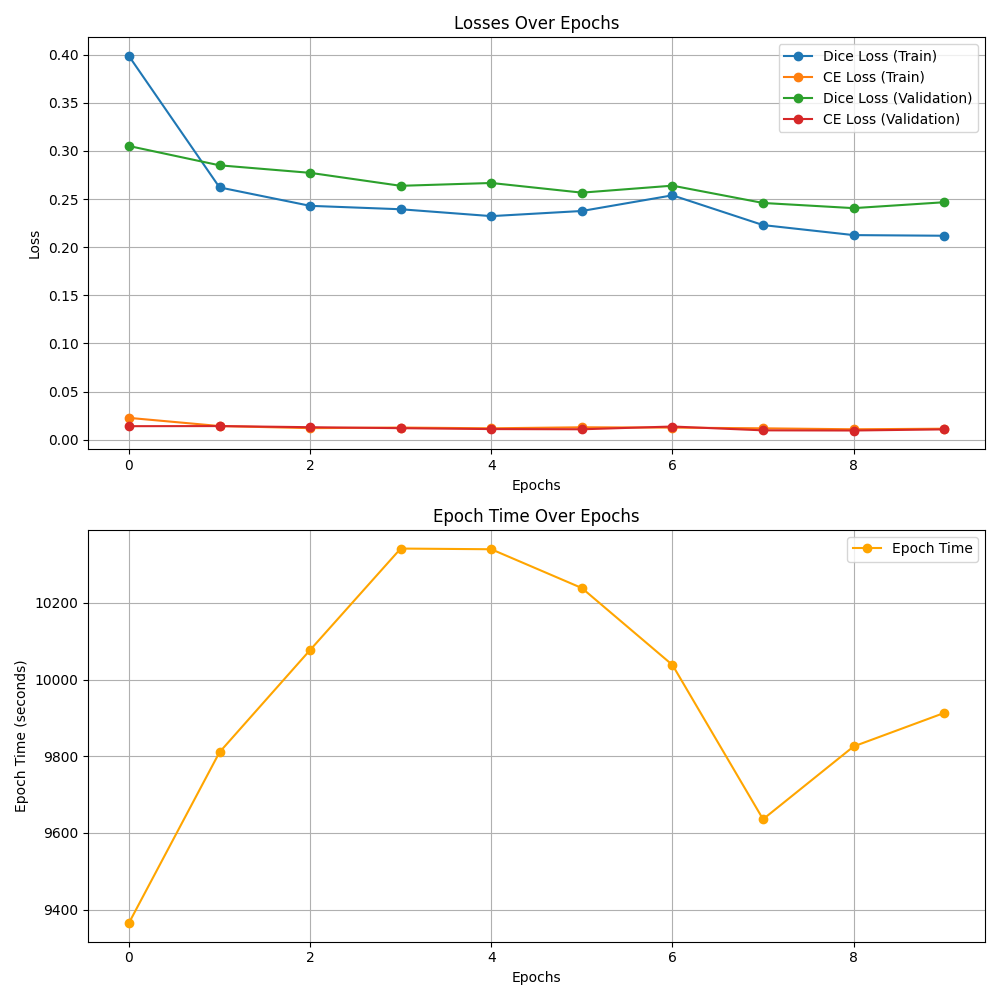 Losses Over Epochs
0.40
0.35
0.30
0.25
0.20
0.15
0.10
0.05
0.00
Loss
Dice Loss (Train)
CE Loss (Train)
Dice Loss (Validation)
CE Loss (Validation)
0 2 4 6 8
Epochs
Epoch Time Over Epochs
10200
10000
9800
9600
9400
Epoch Time (seconds)
Epoch Time
0 2 4 6 8
Epochs